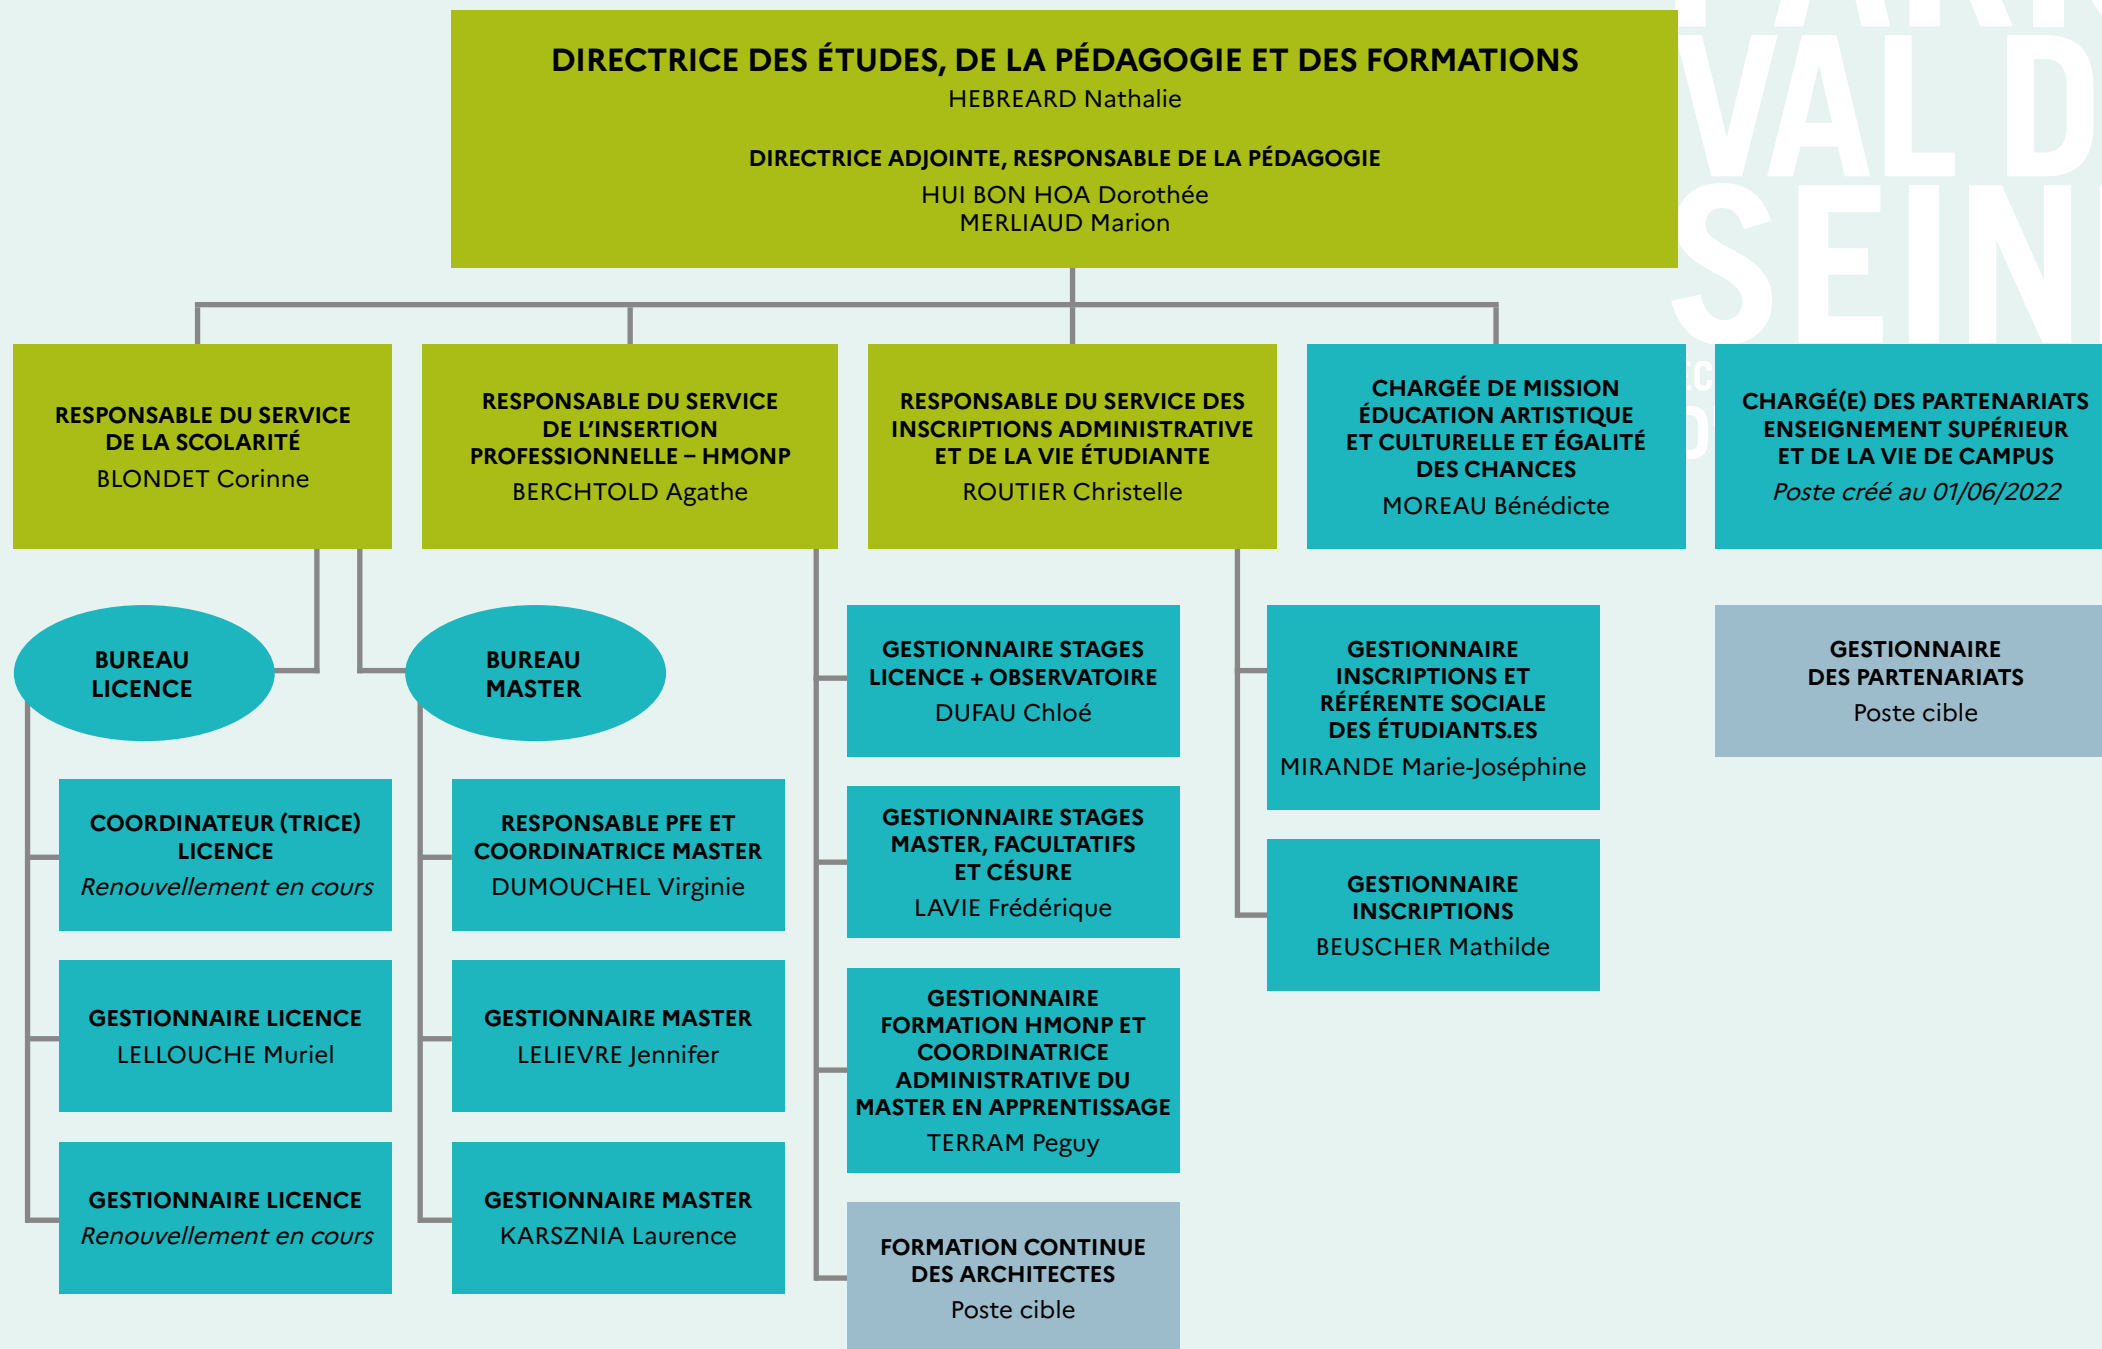 DIRECTRICE DES ÉTUDES, DE LA PÉDAGOGIE ET DES FORMATIONS
HEBREARD Nathalie
DIRECTRICE ADJOINTE, RESPONSABLE DE LA PÉDAGOGIE
HUI BON HOA Dorothée
MERLIAUD Marion
VAL D
SEIN
RESPONSABLE DU SERVICE
DE LA SCOLARITÉ
BLONDET Corinne
RESPONSABLE DU SERVICE
DE L'INSERTION
PROFESSIONNELLE – HMONP
BERCHTOLD Agathe
RESPONSABLE DU SERVICE DES
INSCRIPTIONS ADMINISTRATIVE
ET DE LA VIE ÉTUDIANTE
ROUTIER Christelle
CHARGÉE DE MISSION
ÉDUCATION ARTISTIQUE
ET CULTURELLE ET ÉGALITÉ
DES CHANCES
MOREAU Bénédicte
CHARGÉ(E) DES PARTENARIATS
ENSEIGNEMENT SUPÉRIEUR
ET DE LA VIE DE CAMPUS
Poste créé au 01/06/2022
BUREAU
LICENCE
COORDINATEUR (TRICE)
LICENCE
Renouvellement en cours
GESTIONNAIRE LICENCE
LELLOUCHE Muriel
GESTIONNAIRE LICENCE
Renouvellement en cours
BUREAU
MASTER
RESPONSABLE PFE ET
COORDINATRICE MASTER
DUMOUCHEL Virginie
GESTIONNAIRE MASTER
LELIEVRE Jennifer
GESTIONNAIRE MASTER
KARSZNIA Laurence
GESTIONNAIRE STAGES
LICENCE + OBSERVATOIRE
DUFAU Chloé
GESTIONNAIRE STAGES
MASTER, FACULTATIFS
ET CÉSURE
LAVIE Frédérique
GESTIONNAIRE
FORMATION HMONP ET
COORDINATRICE
ADMINISTRATIVE DU
MASTER EN APPRENTISSAGE
TERRAM Peguy
FORMATION CONTINUE
DES ARCHITECTES
Poste cible
GESTIONNAIRE
INSCRIPTIONS ET
RÉFÉRENTE SOCIALE
DES ÉTUDIANTS.ES
MIRANDE Marie-Joséphine
GESTIONNAIRE
INSCRIPTIONS
BEUSCHER Mathilde
GESTIONNAIRE
DES PARTENARIATS
Poste cible